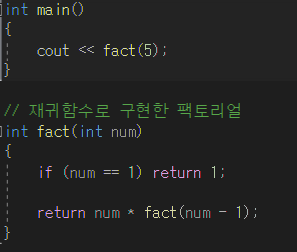 int main()
{
    cout << fact(5);
}
// 재귀함수로 구현한 팩토리얼
int fact(int num)
{
    if (num == 1) return 1;
    return num * fact(num - 1);
}